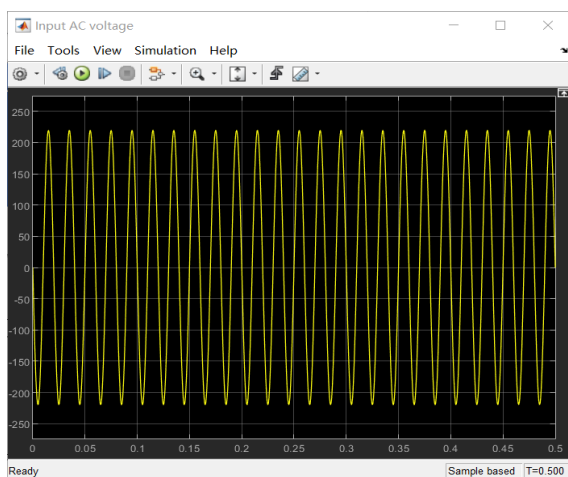 Input AC voltage
File Tools View Simulation Help
250
200
150
100
50
0
-50
-100
-150
-200
-250
0 0.05 0.1 0.15 0.2 0.25 0.3 0.35 0.4 0.45 0.5
Ready Sample based T=0.500